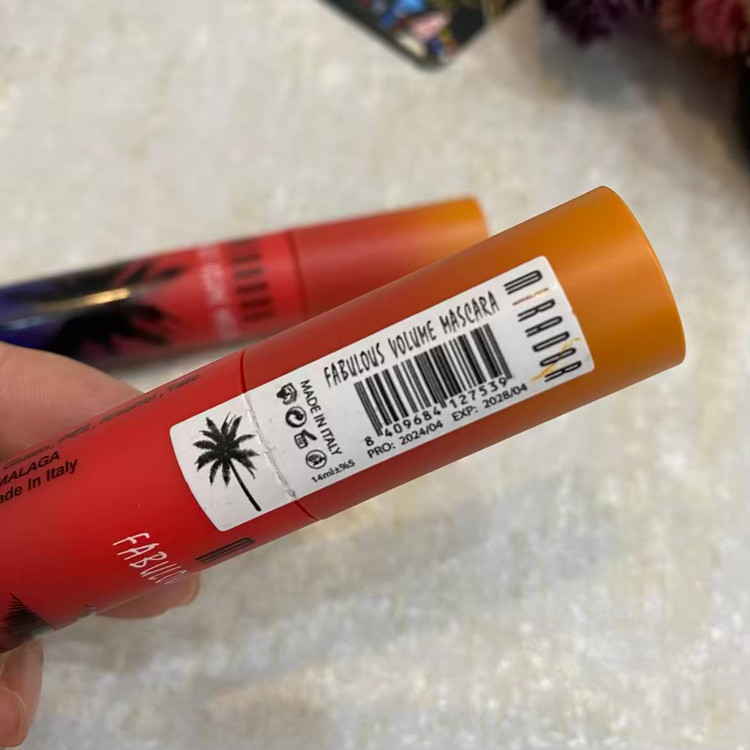 MIRADOR
FABULOUS VOLUME MASCARA
8 409684 127539
PRO: 2024/04 EXP: 2028/04
MADE IN ITALY
14ml±%5
MALAGA
ade In Italy
FABULO
M